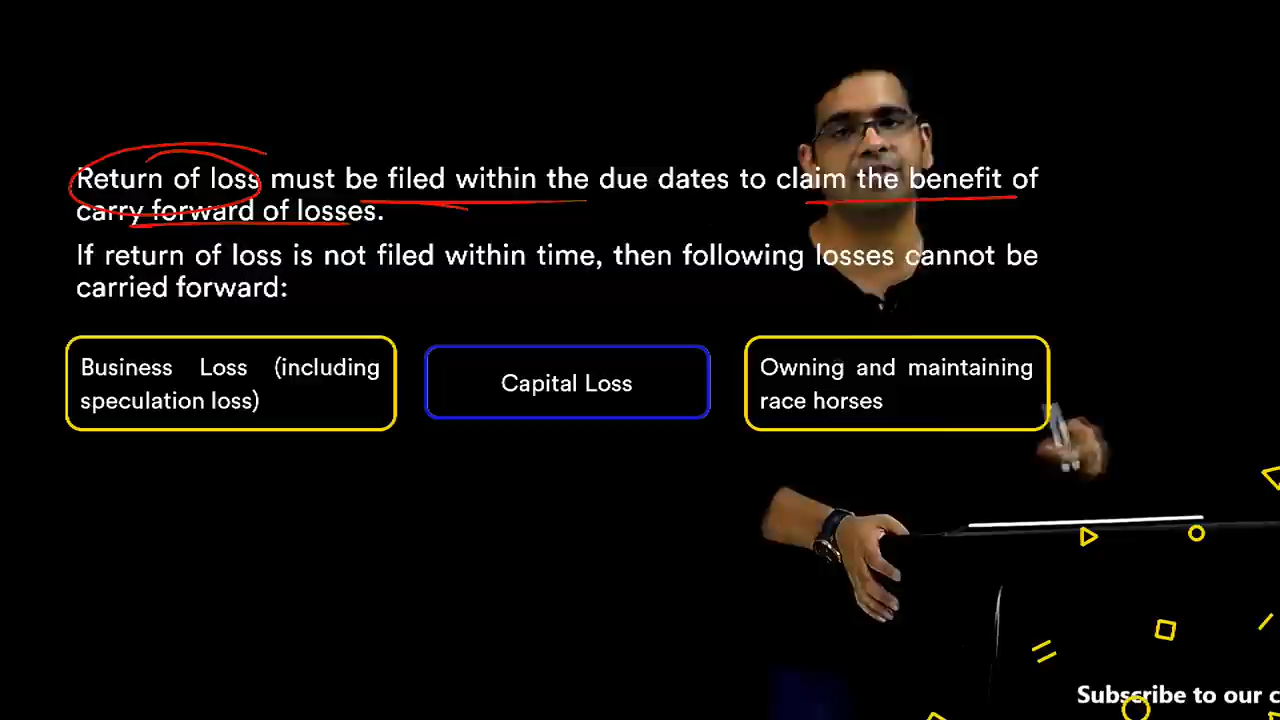 Return of loss must be filed within the due dates to claim the benefit of
carry forward of losses.
If return of loss is not filed within time, then following losses cannot be
carried forward:
Business Loss (including
speculation loss)
Capital Loss
Owning and maintaining
race horses
Subscribe to our c